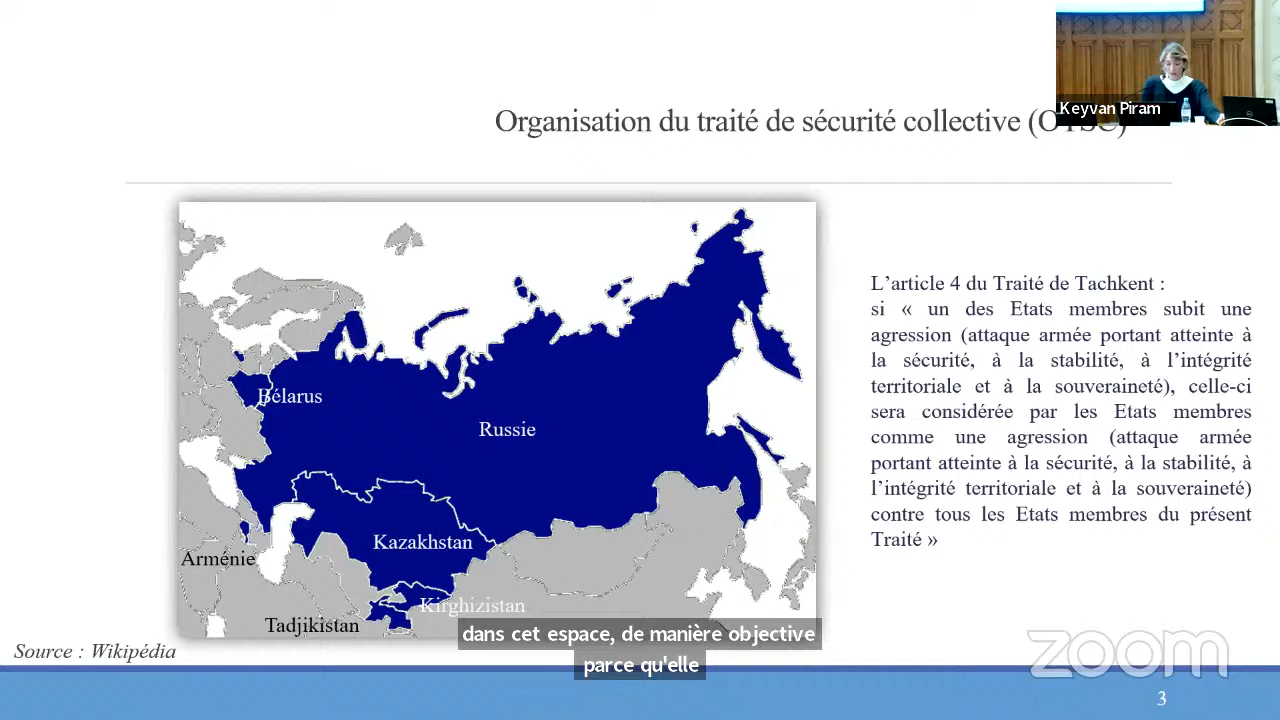 Keyvan Piram
Organisation du traité de sécurité collective (OTSC)
L’article 4 du Traité de Tachkent :
si « un des Etats membres subit une
agression (attaque armée portant atteinte à
la sécurité, à la stabilité, à l’intégrité
territoriale et à la souveraineté), celle-ci
sera considérée par les Etats membres
comme une agression (attaque armée
portant atteinte à la sécurité, à la stabilité, à
l’intégrité territoriale et à la souveraineté)
contre tous les Etats membres du présent
Traité »
Bélarus
Russie
Kazakhstan
Arménie
Kirghizistan
Tadjikistan
dans cet espace, de manière objective
parce qu'elle
Source : Wikipédia
zoom
3